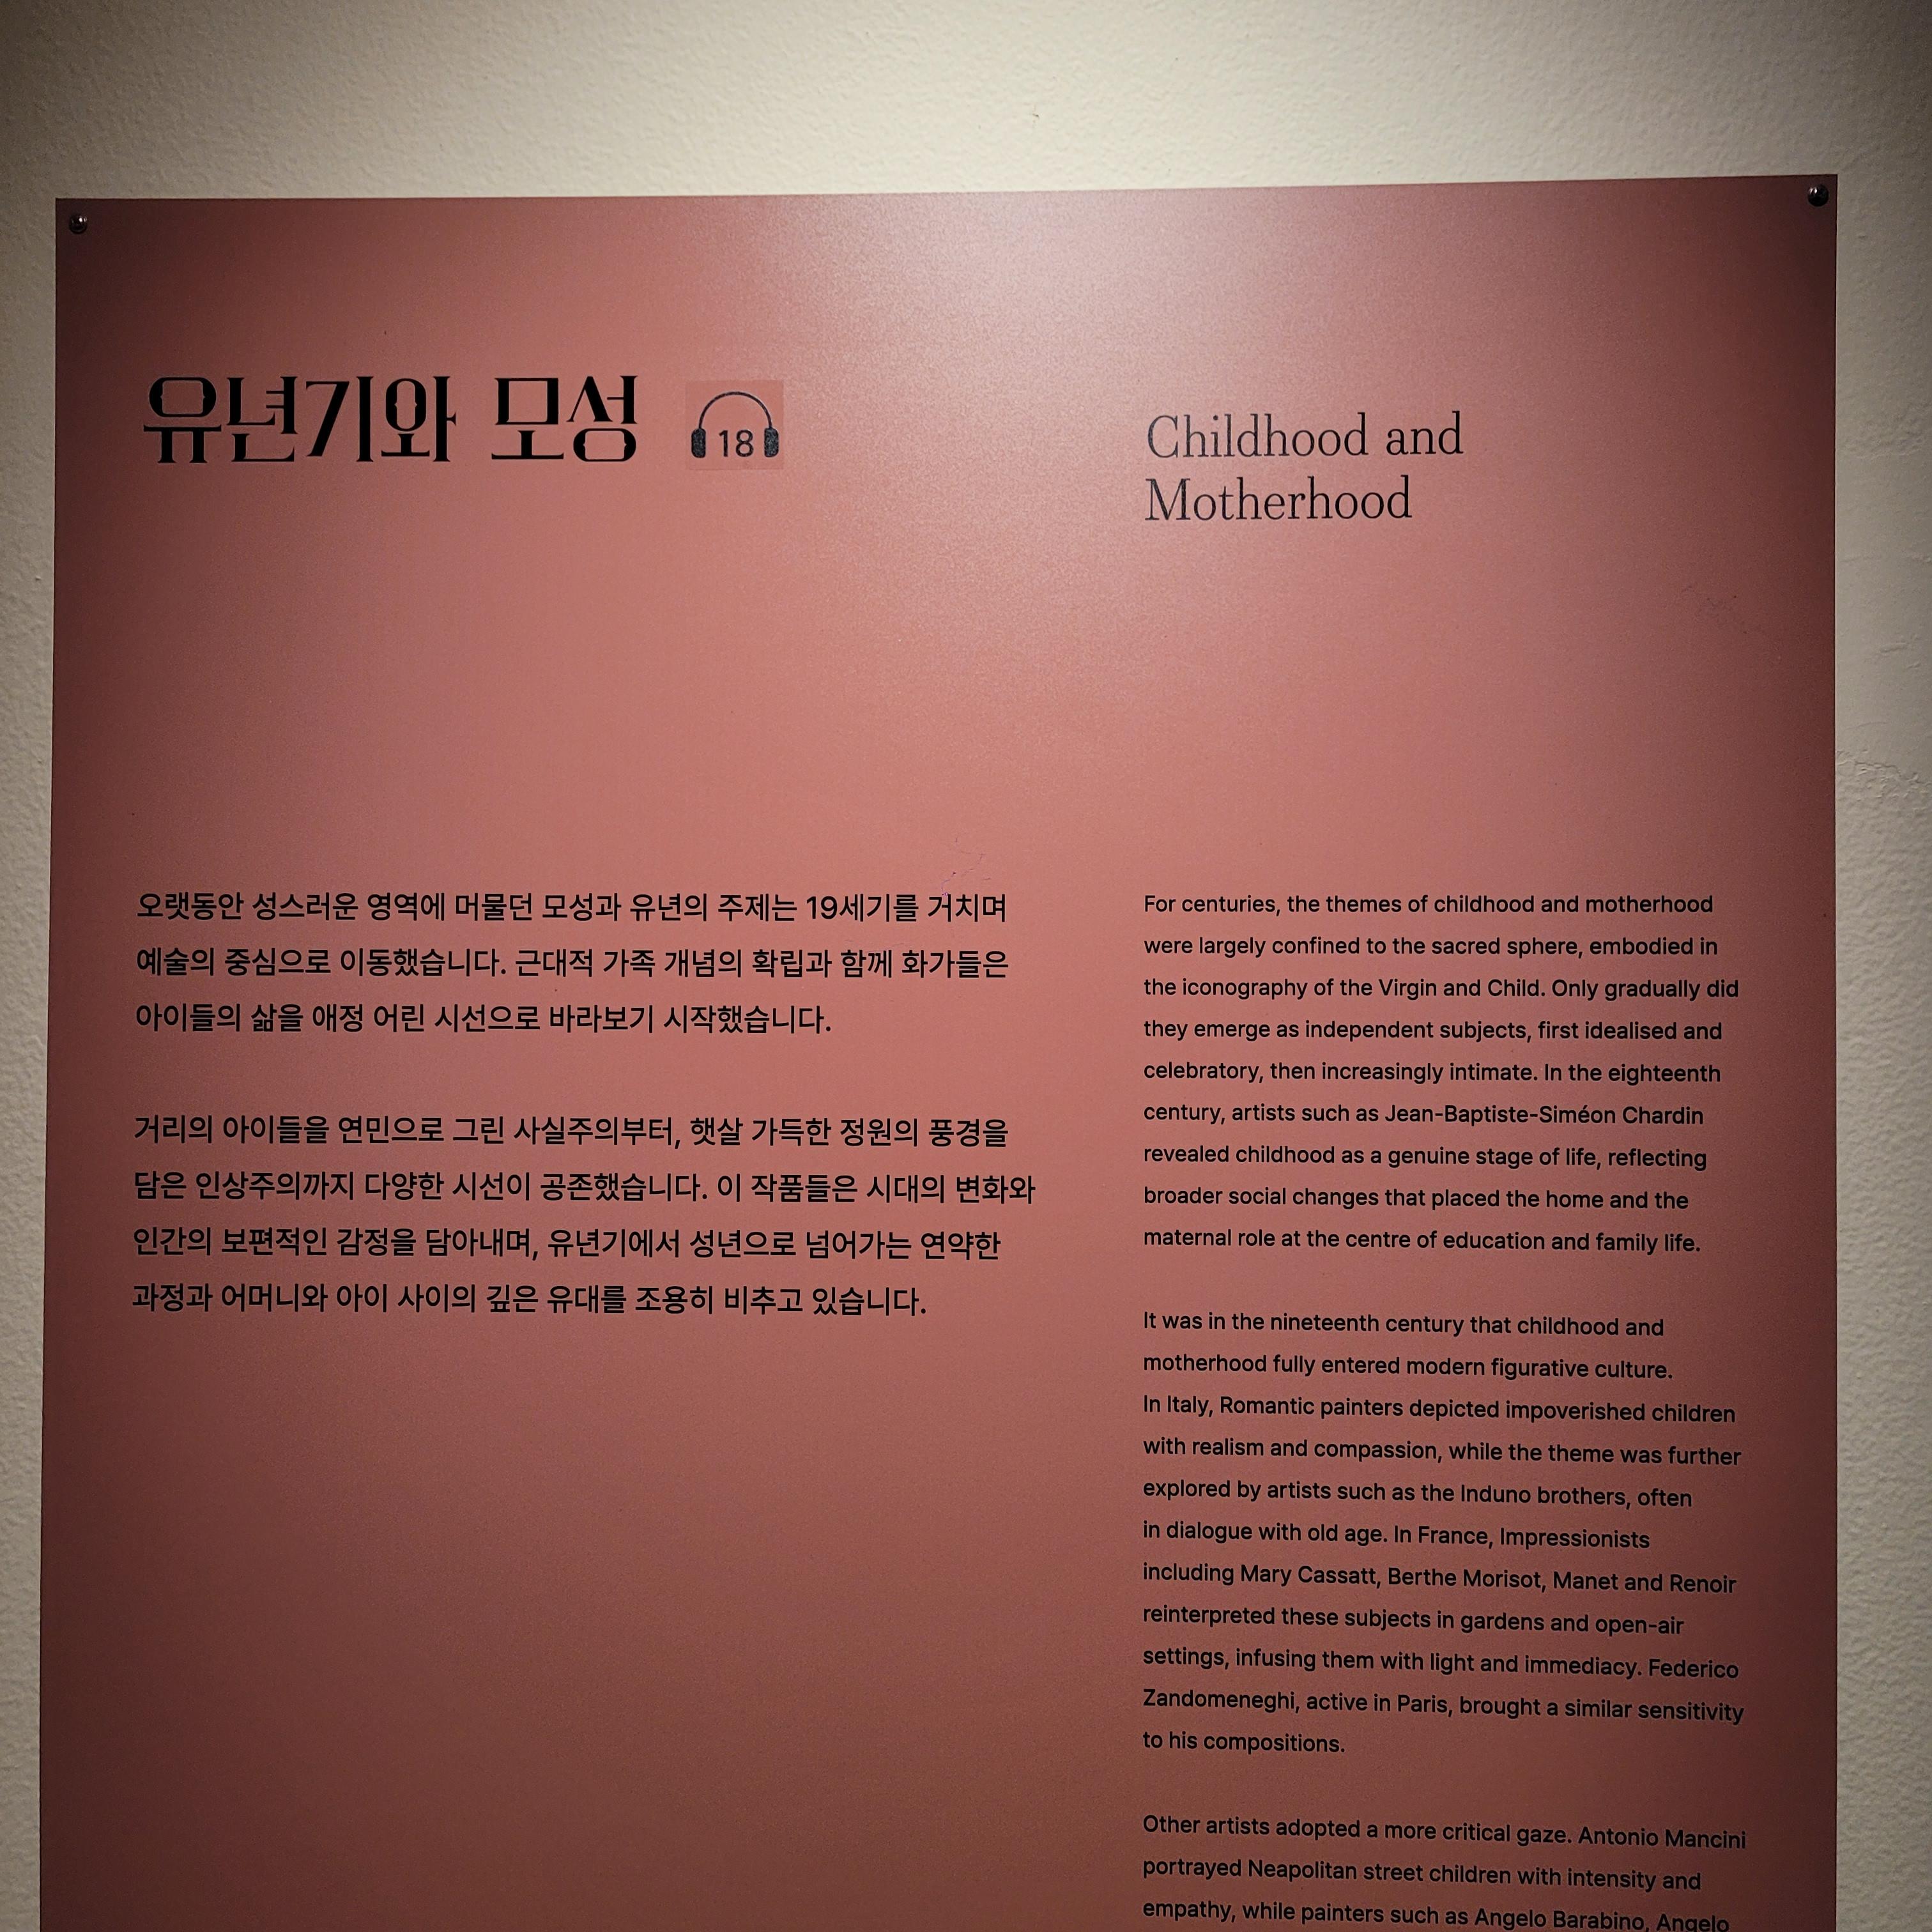 유년기와 모성
18
오랫동안 성스러운 영역에 머물던 모성과 유년의 주제는 19세기를 거치며
예술의 중심으로 이동했습니다. 근대적 가족 개념의 확립과 함께 화가들은
아이들의 삶을 애정 어린 시선으로 바라보기 시작했습니다.
거리의 아이들을 연민으로 그린 사실주의부터, 햇살 가득한 정원의 풍경을
담은 인상주의까지 다양한 시선이 공존했습니다. 이 작품들은 시대의 변화와
인간의 보편적인 감정을 담아내며, 유년기에서 성년으로 넘어가는 연약한
과정과 어머니와 아이 사이의 깊은 유대를 조용히 비추고 있습니다.
Childhood and
Motherhood
For centuries, the themes of childhood and motherhood
were largely confined to the sacred sphere, embodied in
the iconography of the Virgin and Child. Only gradually did
they emerge as independent subjects, first idealised and
celebratory, then increasingly intimate. In the eighteenth
century, artists such as Jean-Baptiste-Siméon Chardin
revealed childhood as a genuine stage of life, reflecting
broader social changes that placed the home and the
maternal role at the centre of education and family life.
It was in the nineteenth century that childhood and
motherhood fully entered modern figurative culture.
In Italy, Romantic painters depicted impoverished children
with realism and compassion, while the theme was further
explored by artists such as the Induno brothers, often
in dialogue with old age. In France, Impressionists
including Mary Cassatt, Berthe Morisot, Manet and Renoir
reinterpreted these subjects in gardens and open-air
settings, infusing them with light and immediacy. Federico
Zandomeneghi, active in Paris, brought a similar sensitivity
to his compositions.
Other artists adopted a more critical gaze. Antonio Mancini
portrayed Neapolitan street children with intensity and
empathy, while painters such as Angelo Barabino, Angelo